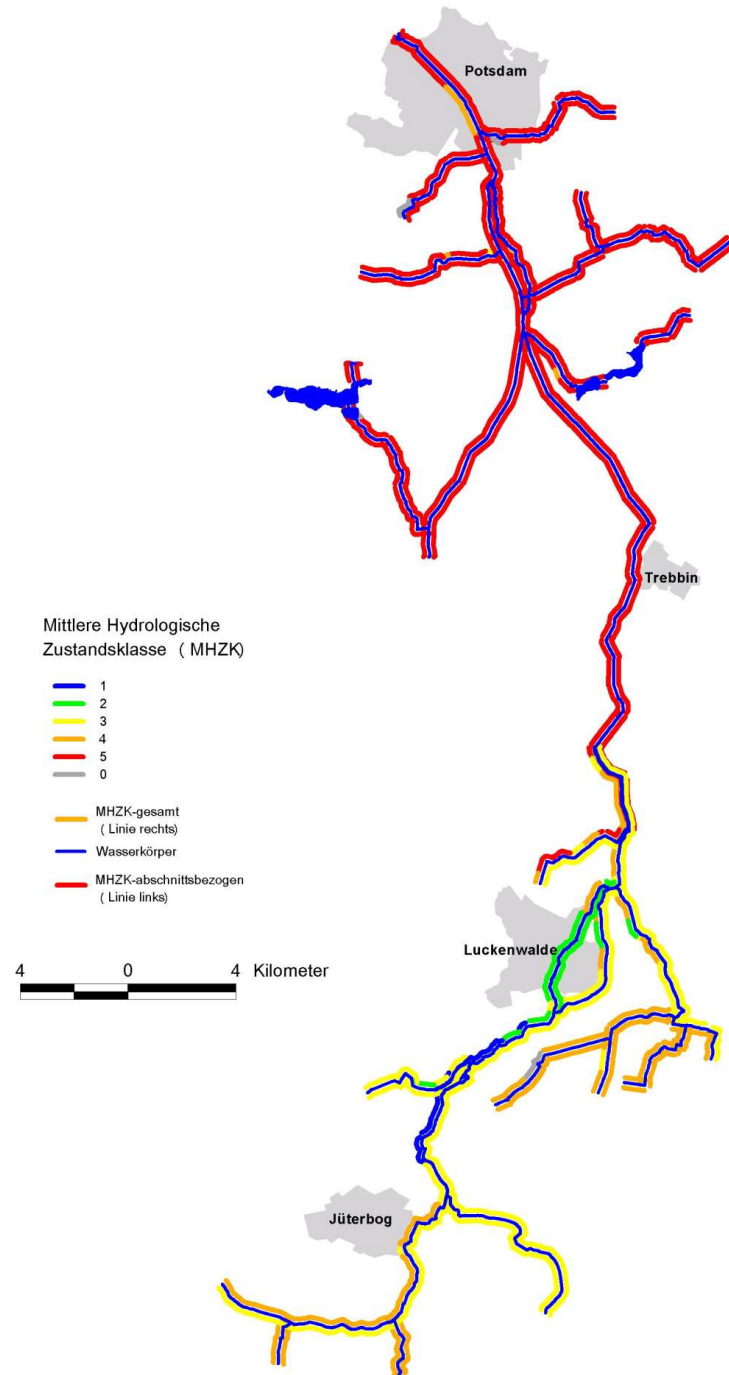 Potsdam
Trebbin
Mittlere Hydrologische
Zustandsklasse ( MHZK)
1
2
3
4
5
0
MHZK-gesamt
( Linie rechts)
Wasserkörper
MHZK-abschnittsbezogen
( Linie links)
Luckenwalde
4 0 4 Kilometer
Jüterbog